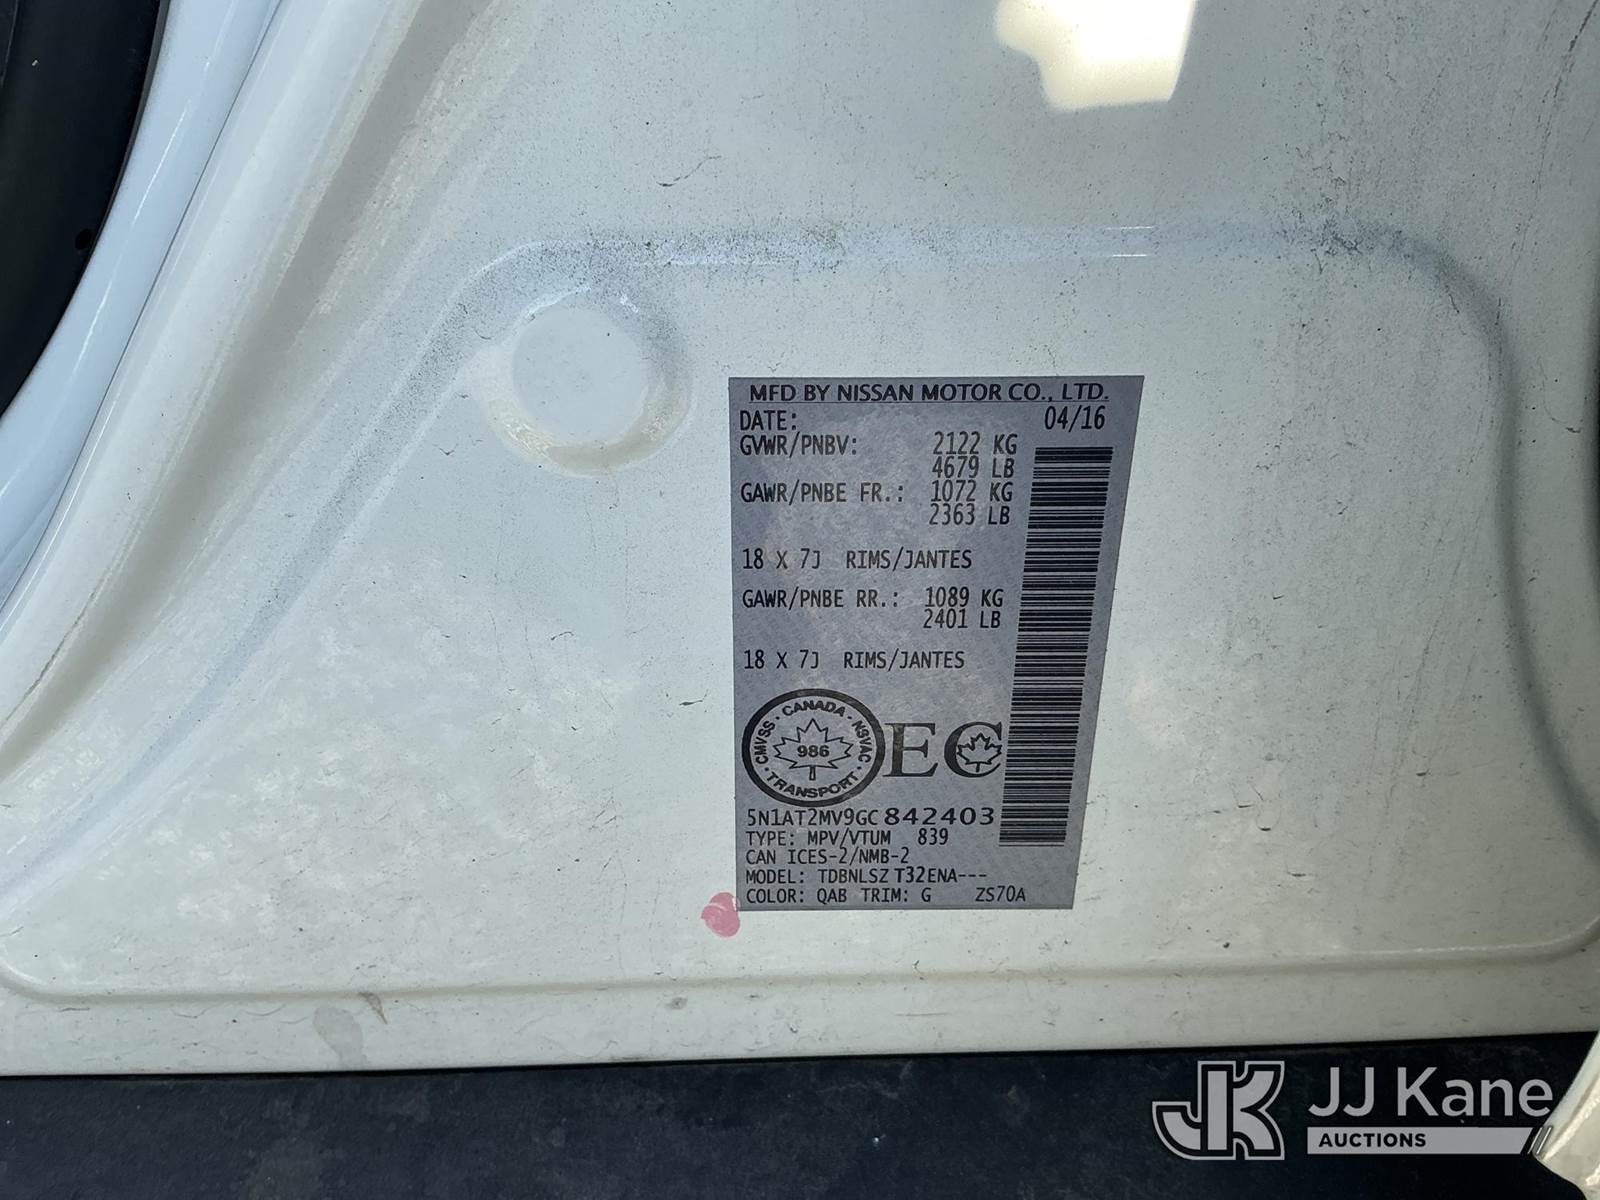 MFD BY NISSAN MOTOR CO., LTD.
DATE: 04/16
GVWR/PNBV: 2122 KG
4679 LB
GAWR/PNBE FR.: 1072 KG
2363 LB
18 X 7J RIMS/JANTES
GAWR/PNBE RR.: 1089 KG
2401 LB
18 X 7J RIMS/JANTES
CMVSS · CANADA · NSVAC · TRANSPORT ·
986
EC
5N1AT2MV9GC842403
TYPE: MPV/VTUM 839
CAN ICES-2/NMB-2
MODEL: TDBNLSZ T32ENA---
COLOR: QAB TRIM: G ZS70A
JK JJ Kane
AUCTIONS